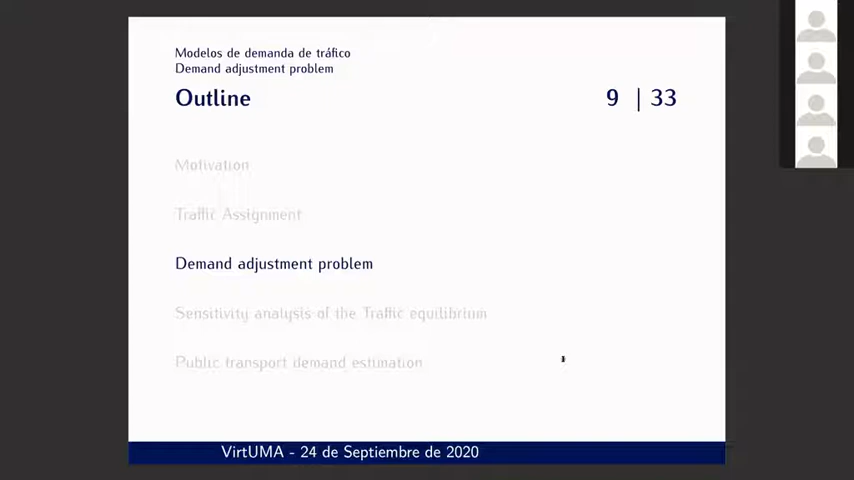 Modelos de demanda de tráfico
Demand adjustment problem
Outline 9 | 33
Motivation
Traffic Assignment
Demand adjustment problem
Sensitivity analysis of the Traffic equilibrium
Public transport demand estimation
VirtUMA - 24 de Septiembre de 2020